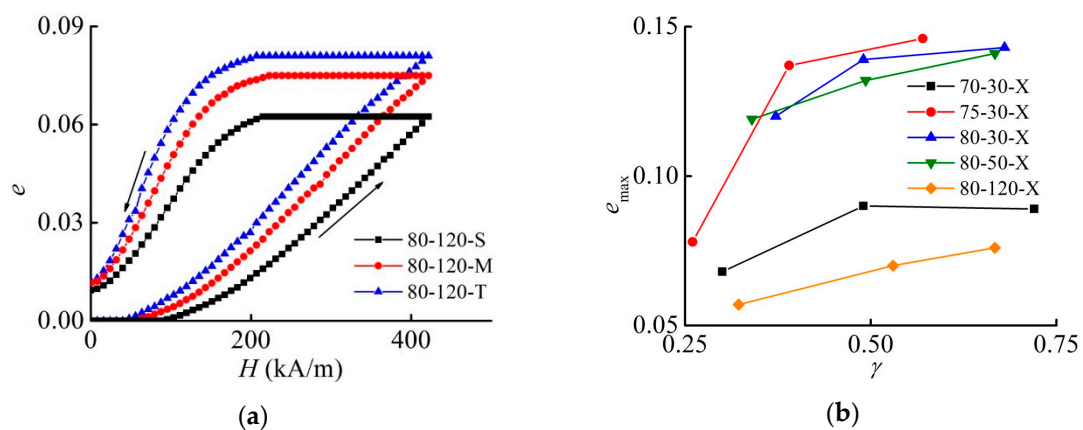 0.09
0.06
0.03
0.00
e
0
200
400
H (kA/m)
80-120-S
80-120-M
80-120-T
(a)
0.15
0.10
0.05
emax
0.25
0.50
0.75
γ
70-30-X
75-30-X
80-30-X
80-50-X
80-120-X
(b)